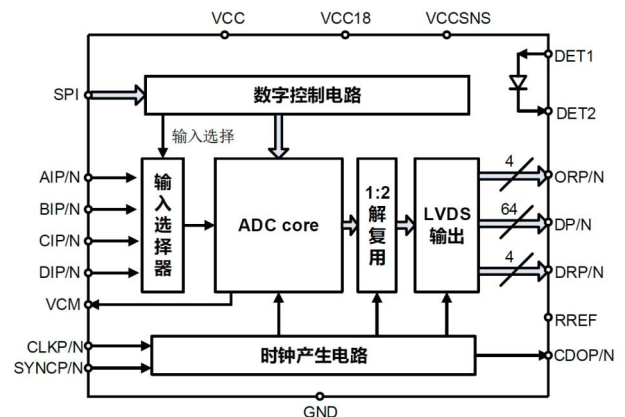 VCC
VCC18
VCCSNS
DET1
SPI
数字控制电路
DET2
输入选择
AIP/N
BIP/N
CIP/N
DIP/N
输入选择器
ADC core
1:2
解复用
LVDS
输出
4
ORP/N
64
DP/N
4
DRP/N
VCM
RREF
CLKP/N
SYNCP/N
时钟产生电路
CDOP/N
GND